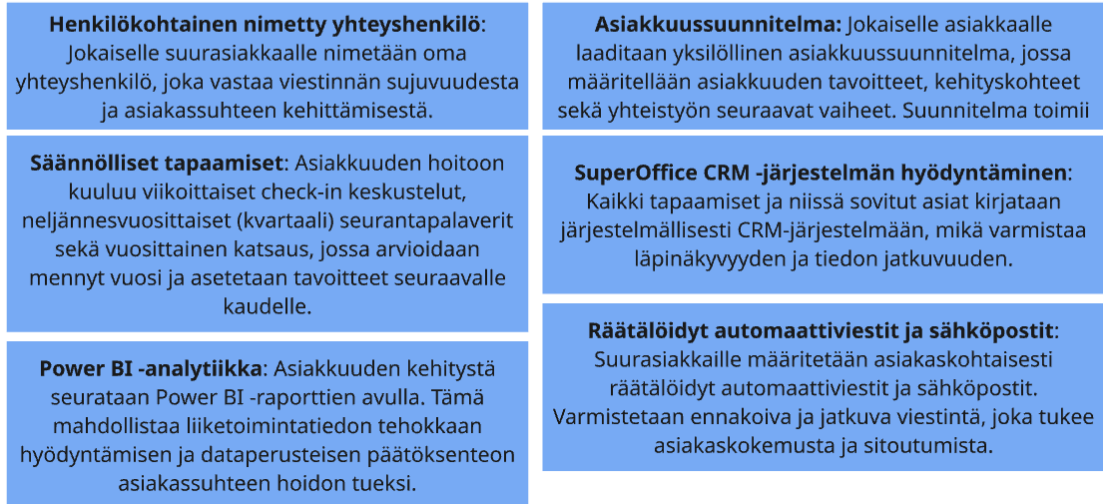 Henkilökohtainen nimetty yhteyshenkilö:
Jokaiselle suurasiakkaalle nimetään oma
yhteyshenkilö, joka vastaa viestinnän sujuvuudesta
ja asiakassuhteen kehittämisestä.
Säännölliset tapaamiset: Asiakkuuden hoitoon
kuuluu viikoittaiset check-in keskustelut,
neljännesvuosittaiset (kvartaali) seurantapalaverit
sekä vuosittainen katsaus, jossa arvioidaan
mennyt vuosi ja asetetaan tavoitteet seuraavalle
kaudelle.
Power BI -analytiikka: Asiakkuuden kehitystä
seurataan Power BI -raporttien avulla. Tämä
mahdollistaa liiketoimintatiedon tehokkaan
hyödyntämisen ja dataperusteisen päätöksenteon
asiakassuhteen hoidon tueksi.
Asiakkuussuunnitelma: Jokaiselle asiakkaalle
laaditaan yksilöllinen asiakkuussuunnitelma, jossa
määritellään asiakkuuden tavoitteet, kehityskohteet
sekä yhteistyön seuraavat vaiheet. Suunnitelma toimii
SuperOffice CRM -järjestelmän hyödyntäminen:
Kaikki tapaamiset ja niissä sovitut asiat kirjataan
järjestelmällisesti CRM-järjestelmään, mikä varmistaa
läpinäkyvyyden ja tiedon jatkuvuuden.
Räätälöidyt automaattiviestit ja sähköpostit:
Suurasiakkaille määritetään asiakaskohtaisesti
räätälöidyt automaattiviestit ja sähköpostit.
Varmistetaan ennakoiva ja jatkuva viestintä, joka tukee
asiakaskokemusta ja sitoutumista.